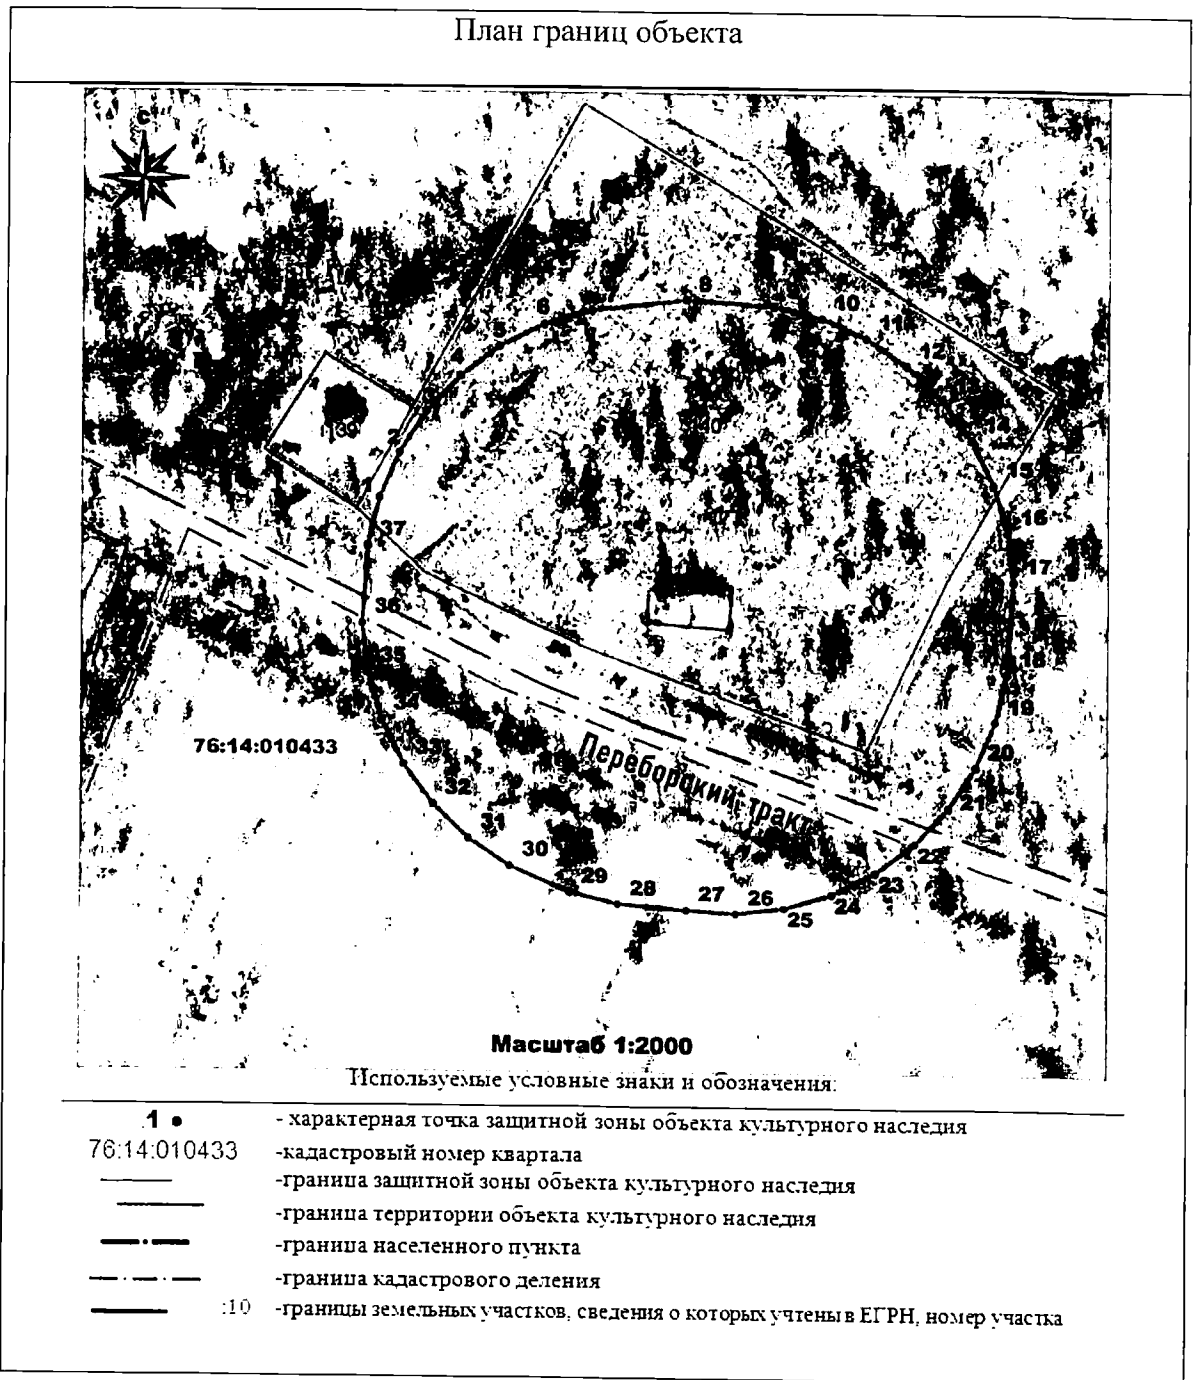 План границ объекта
С
8
6
10
5
11
12
4
14
2
15
1
16
37
17
36
35
18
34
19
76:14:010433
33
20
Переборский тракт
32
21
31
30
22
29
23
28
27
26
24
25
Масштаб 1:2000
Используемые условные знаки и обозначения:
.1 • - характерная точка защитной зоны объекта культурного наследия
76:14:010433 -кадастровый номер квартала
-граница защитной зоны объекта культурного наследия
-граница территории объекта культурного наследия
-граница населенного пункта
-граница кадастрового деления
:10 -границы земельных участков, сведения о которых учтены в ЕГРН, номер участка